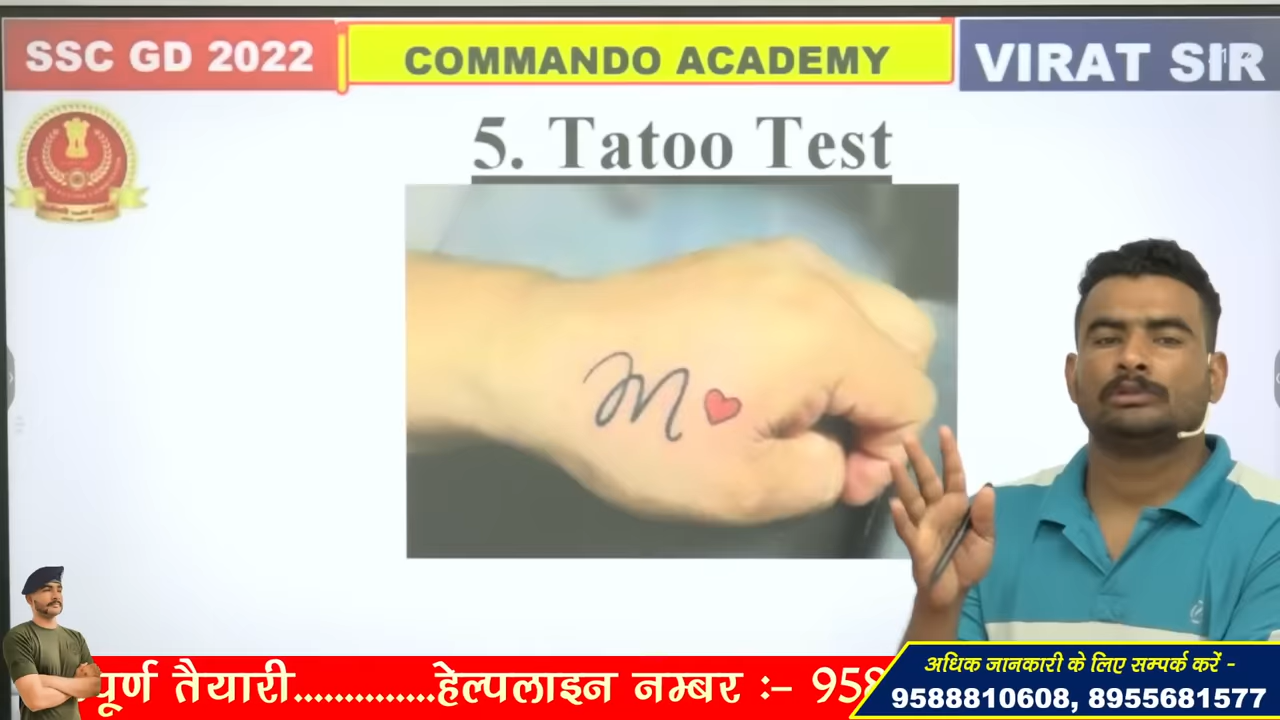 SSC GD 2022
COMMANDO ACADEMY
VIRAT SIR
5. Tatoo Test
m
पूर्ण तैयारी..............हेल्पलाइन नम्बर :- 958
अधिक जानकारी के लिए सम्पर्क करें -
9588810608, 8955681577